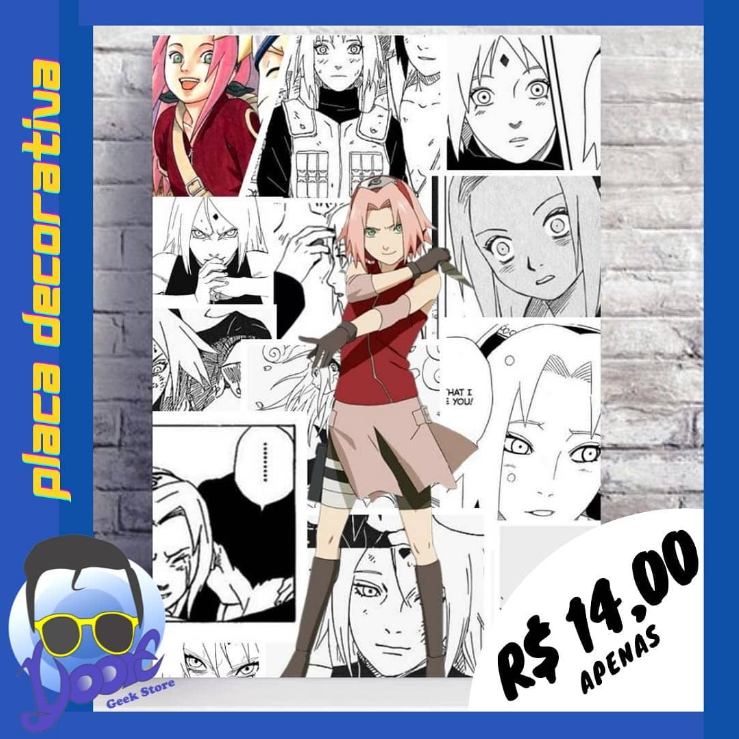 placa decorativa
HAT I
E YOU!
.........
R$ 14,00
APENAS
Geek Store